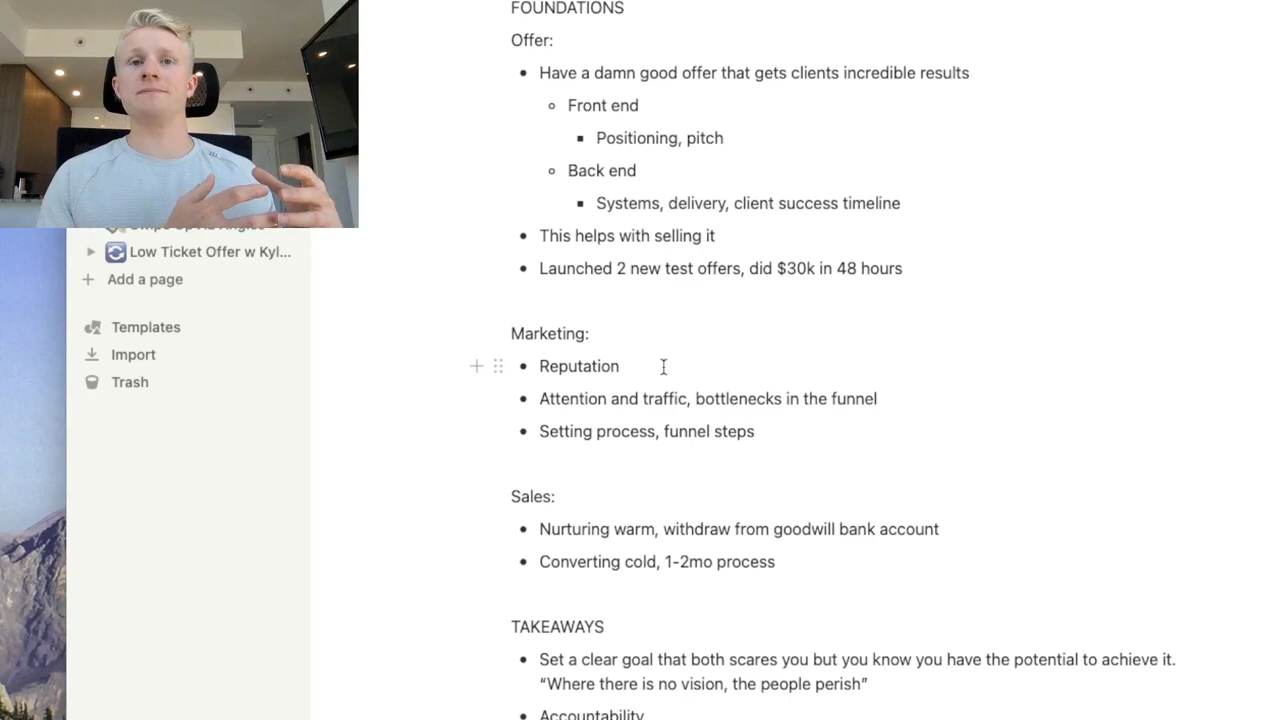 FOUNDATIONS
Offer:
Have a damn good offer that gets clients incredible results
Front end
Positioning, pitch
Back end
Systems, delivery, client success timeline
This helps with selling it
Launched 2 new test offers, did $30k in 48 hours
Marketing:
Reputation
Attention and traffic, bottlenecks in the funnel
Setting process, funnel steps
Sales:
Nurturing warm, withdraw from goodwill bank account
Converting cold, 1-2mo process
TAKEAWAYS
Set a clear goal that both scares you but you know you have the potential to achieve it.
“Where there is no vision, the people perish”
Accountability
Low Ticket Offer w Kyl...
Add a page
Templates
Import
Trash